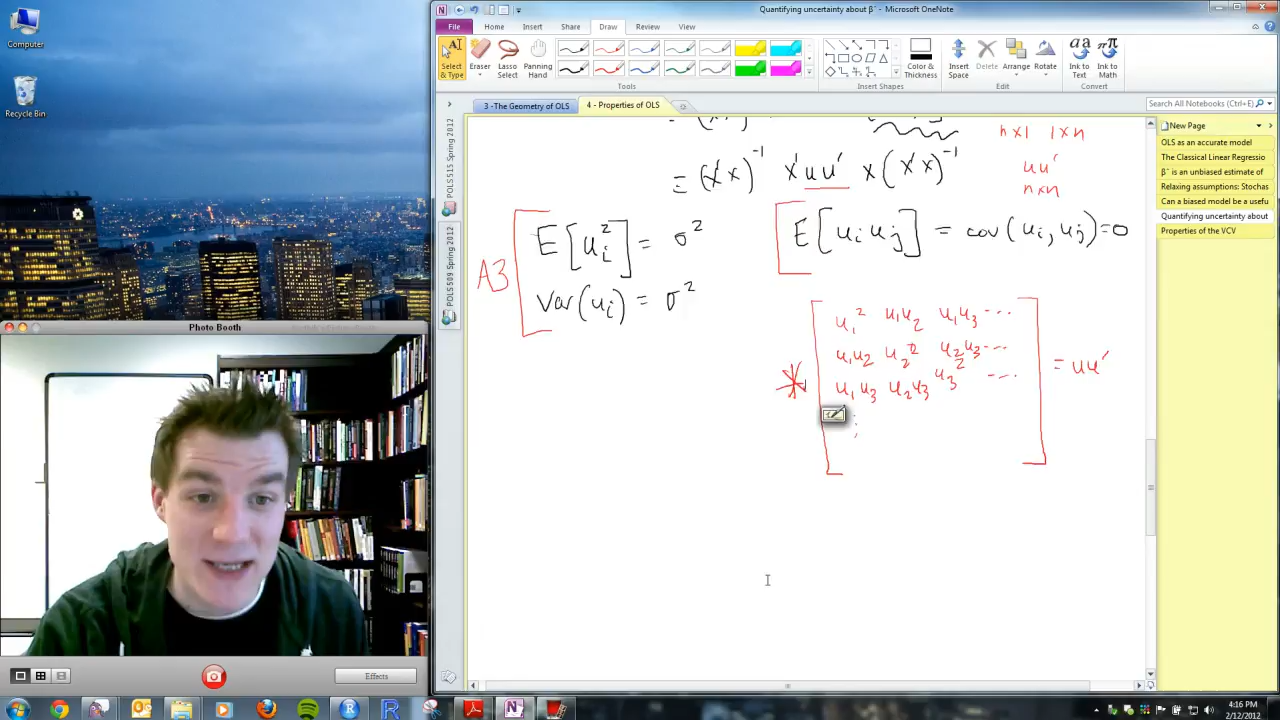 Quantifying uncertainty about β^ - Microsoft OneNote
File Home Insert Share Draw Review View
Computer
Recycle Bin
Select & Type
Eraser
Lasso Select
Panning Hand
Color & Thickness
Insert Space
Delete
Arrange
Rotate
Ink to Text
Ink to Math
Tools
Insert Shapes
Edit
Convert
3 -The Geometry of OLS
4 - Properties of OLS
Search All Notebooks (Ctrl+E)
New Page
OLS as an accurate model
The Classical Linear Regressio
β^ is an unbiased estimate of
Relaxing assumptions: Stochas
Can a biased model be a usefu
Quantifying uncertainty about
Properties of the VCV
POLS 515 Spring 2012
POLS 509 Spring 2012
n x 1 1 x n
= (x'x)⁻¹ x'uu' x(x'x)⁻¹
uu'
n x n
A3
E[uᵢ²] = σ²
E[uᵢuⱼ] = cov(uᵢ, uⱼ)=0
Var(uᵢ) = σ²
u₁² u₁u₂ u₁u₃ ...
u₁u₂ u₂² u₂u₃ ...
u₁u₃ u₂u₃ u₃² ...
= uu'
Photo Booth
Effects
4:16 PM
2/12/2012